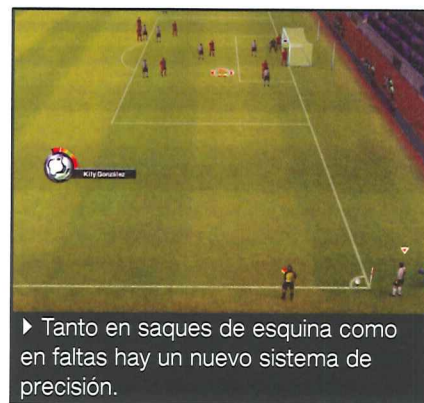 Kily González
▶ Tanto en saques de esquina como
en faltas hay un nuevo sistema de
precisión.